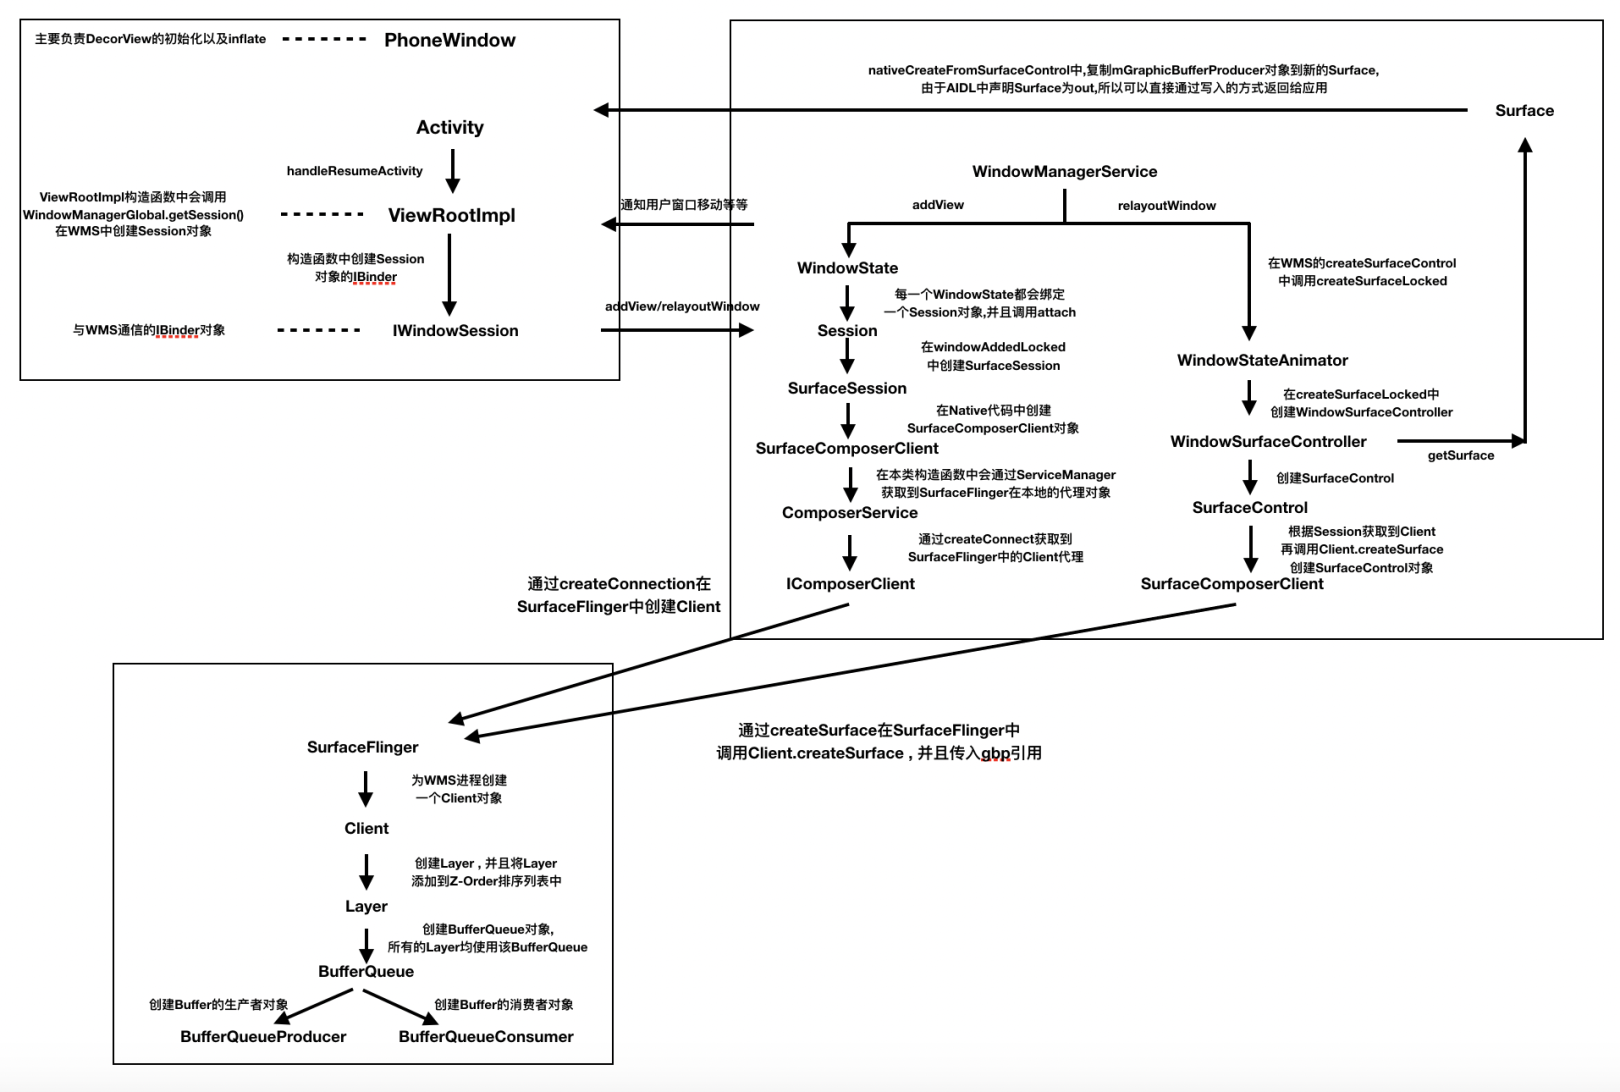 主要负责DecorView的初始化以及inflate
PhoneWindow
Activity
handleResumeActivity
ViewRootImpl构造函数中会调用
WindowManagerGlobal.getSession()
在WMS中创建Session对象
ViewRootImpl
构造函数中创建Session
对象的IBinder
与WMS通信的IBinder对象
IWindowSession
通知用户窗口移动等等
addView/relayoutWindow
nativeCreateFromSurfaceControl中,复制mGraphicBufferProducer对象到新的Surface,
由于AIDL中声明Surface为out,所以可以直接通过写入的方式返回给应用
Surface
WindowManagerService
addView
relayoutWindow
WindowState
每一个WindowState都会绑定
一个Session对象,并且调用attach
Session
在windowAddedLocked
中创建SurfaceSession
SurfaceSession
在Native代码中创建
SurfaceComposerClient对象
SurfaceComposerClient
在本类构造函数中会通过ServiceManager
获取到SurfaceFlinger在本地的代理对象
ComposerService
通过createConnect获取到
SurfaceFlinger中的Client代理
IComposerClient
在WMS的createSurfaceControl
中调用createSurfaceLocked
WindowStateAnimator
在createSurfaceLocked中
创建WindowSurfaceController
WindowSurfaceController
getSurface
创建SurfaceControl
SurfaceControl
根据Session获取到Client
再调用Client.createSurface
创建SurfaceControl对象
SurfaceComposerClient
通过createConnection在
SurfaceFlinger中创建Client
通过createSurface在SurfaceFlinger中
调用Client.createSurface , 并且传入gbp引用
SurfaceFlinger
为WMS进程创建
一个Client对象
Client
创建Layer , 并且将Layer
添加到Z-Order排序列表中
Layer
创建BufferQueue对象,
所有的Layer均使用该BufferQueue
BufferQueue
创建Buffer的生产者对象
创建Buffer的消费者对象
BufferQueueProducer
BufferQueueConsumer